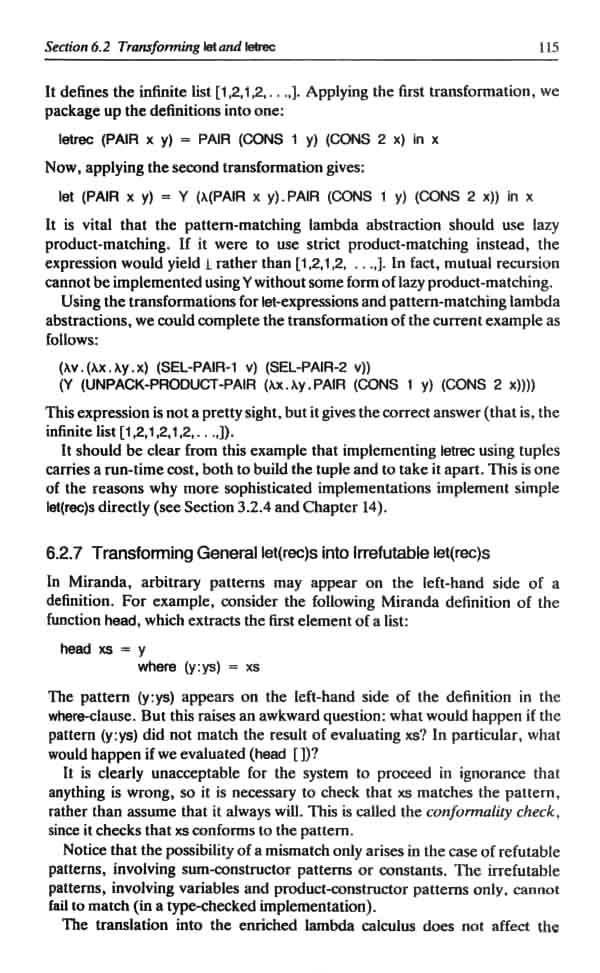 Section 6.2 Transforming let and letrec 115
It defines the infinite list [1,2,1,2,. . .,]. Applying the first transformation, we
package up the definitions into one:
letrec (PAIR x y) = PAIR (CONS 1 y) (CONS 2 x) in x
Now, applying the second transformation gives:
let (PAIR x y) = Y (λ(PAIR x y).PAIR (CONS 1 y) (CONS 2 x)) in x
It is vital that the pattern-matching lambda abstraction should use lazy
product-matching. If it were to use strict product-matching instead, the
expression would yield ⊥ rather than [1,2,1,2, . . .,]. In fact, mutual recursion
cannot be implemented using Y without some form of lazy product-matching.
Using the transformations for let-expressions and pattern-matching lambda
abstractions, we could complete the transformation of the current example as
follows:
(λv.(λx.λy.x) (SEL-PAIR-1 v) (SEL-PAIR-2 v))
(Y (UNPACK-PRODUCT-PAIR (λx.λy.PAIR (CONS 1 y) (CONS 2 x))))
This expression is not a pretty sight, but it gives the correct answer (that is, the
infinite list [1,2,1,2,1,2,. . .,]).
It should be clear from this example that implementing letrec using tuples
carries a run-time cost, both to build the tuple and to take it apart. This is one
of the reasons why more sophisticated implementations implement simple
let(rec)s directly (see Section 3.2.4 and Chapter 14).
6.2.7 Transforming General let(rec)s into Irrefutable let(rec)s
In Miranda, arbitrary patterns may appear on the left-hand side of a
definition. For example, consider the following Miranda definition of the
function head, which extracts the first element of a list:
head xs = y
where (y:ys) = xs
The pattern (y:ys) appears on the left-hand side of the definition in the
where-clause. But this raises an awkward question: what would happen if the
pattern (y:ys) did not match the result of evaluating xs? In particular, what
would happen if we evaluated (head [ ])?
It is clearly unacceptable for the system to proceed in ignorance that
anything is wrong, so it is necessary to check that xs matches the pattern,
rather than assume that it always will. This is called the conformality check,
since it checks that xs conforms to the pattern.
Notice that the possibility of a mismatch only arises in the case of refutable
patterns, involving sum-constructor patterns or constants. The irrefutable
patterns, involving variables and product-constructor patterns only, cannot
fail to match (in a type-checked implementation).
The translation into the enriched lambda calculus does not affect the